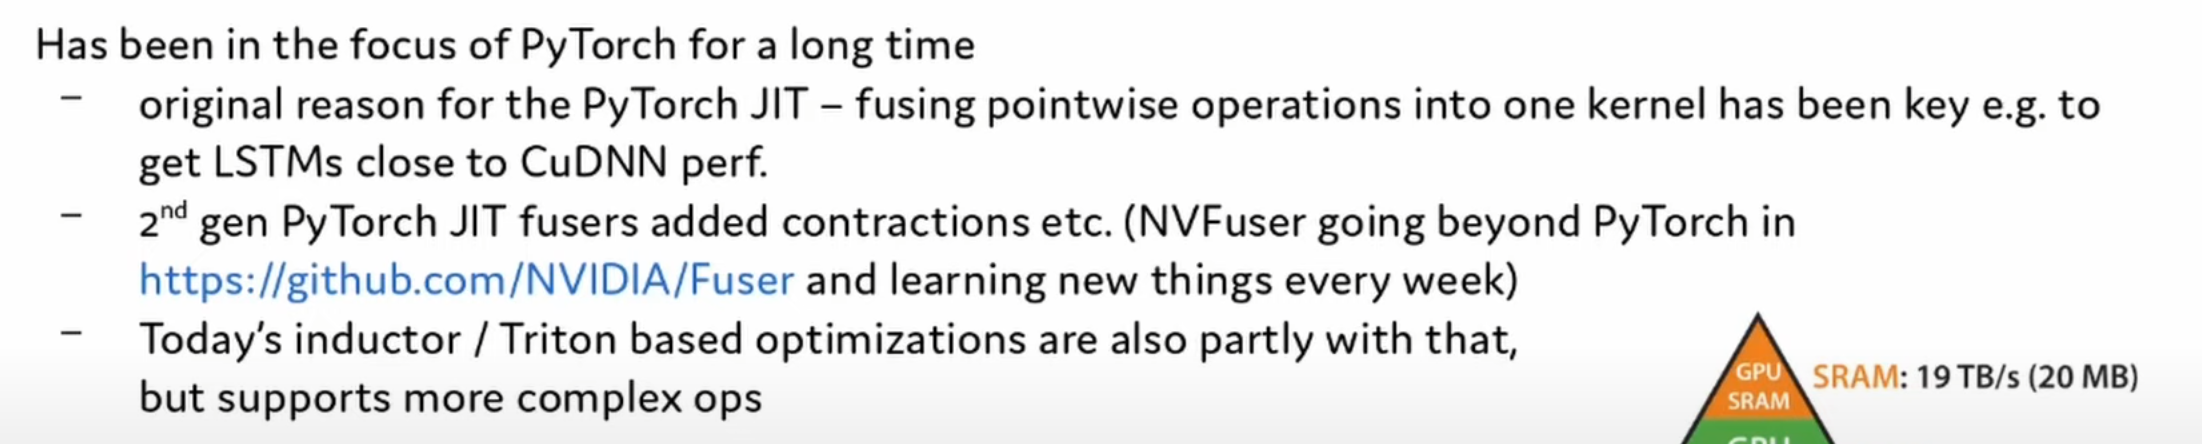 Has been in the focus of PyTorch for a long time
– original reason for the PyTorch JIT – fusing pointwise operations into one kernel has been key e.g. to
get LSTMs close to CuDNN perf.
– 2nd gen PyTorch JIT fusers added contractions etc. (NVFuser going beyond PyTorch in
https://github.com/NVIDIA/Fuser and learning new things every week)
– Today's inductor / Triton based optimizations are also partly with that,
but supports more complex ops
GPU
SRAM
SRAM: 19 TB/s (20 MB)